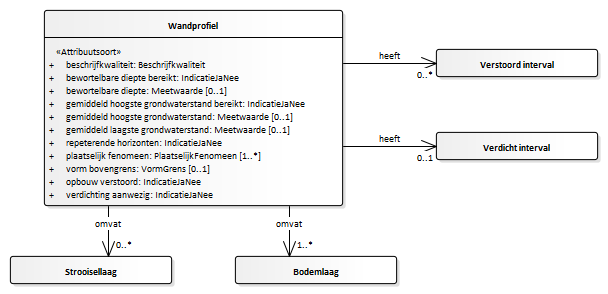 Wandprofiel
«Attribuutsoort»
+ beschrijfkwaliteit: Beschrijfkwaliteit
+ bewortelbare diepte bereikt: IndicatieJaNee
+ bewortelbare diepte: Meetwaarde [0..1]
+ gemiddeld hoogste grondwaterstand bereikt: IndicatieJaNee
+ gemiddeld hoogste grondwaterstand: Meetwaarde [0..1]
+ gemiddeld laagste grondwaterstand: Meetwaarde [0..1]
+ repeterende horizonten: IndicatieJaNee
+ plaatselijk fenomeen: PlaatselijkFenomeen [1..*]
+ vorm bovengrens: VormGrens [0..1]
+ opbouw verstoord: IndicatieJaNee
+ verdichting aanwezig: IndicatieJaNee
heeft
0..*
Verstoord interval
heeft
0..1
Verdicht interval
omvat
/0..*
omvat
/1..*
Strooisellaag
Bodemlaag